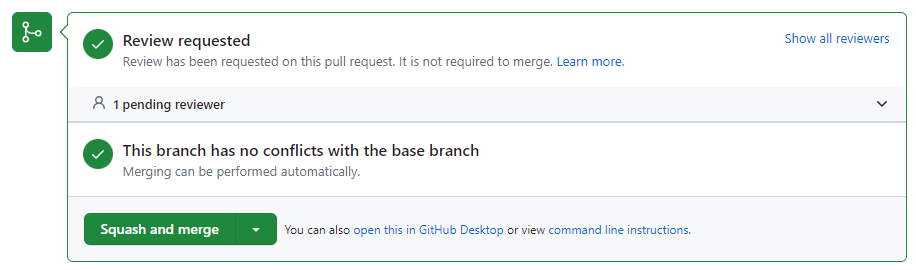 Review requested
Show all reviewers
Review has been requested on this pull request. It is not required to merge. Learn more.
1 pending reviewer
This branch has no conflicts with the base branch
Merging can be performed automatically.
Squash and merge
You can also open this in GitHub Desktop or view command line instructions.